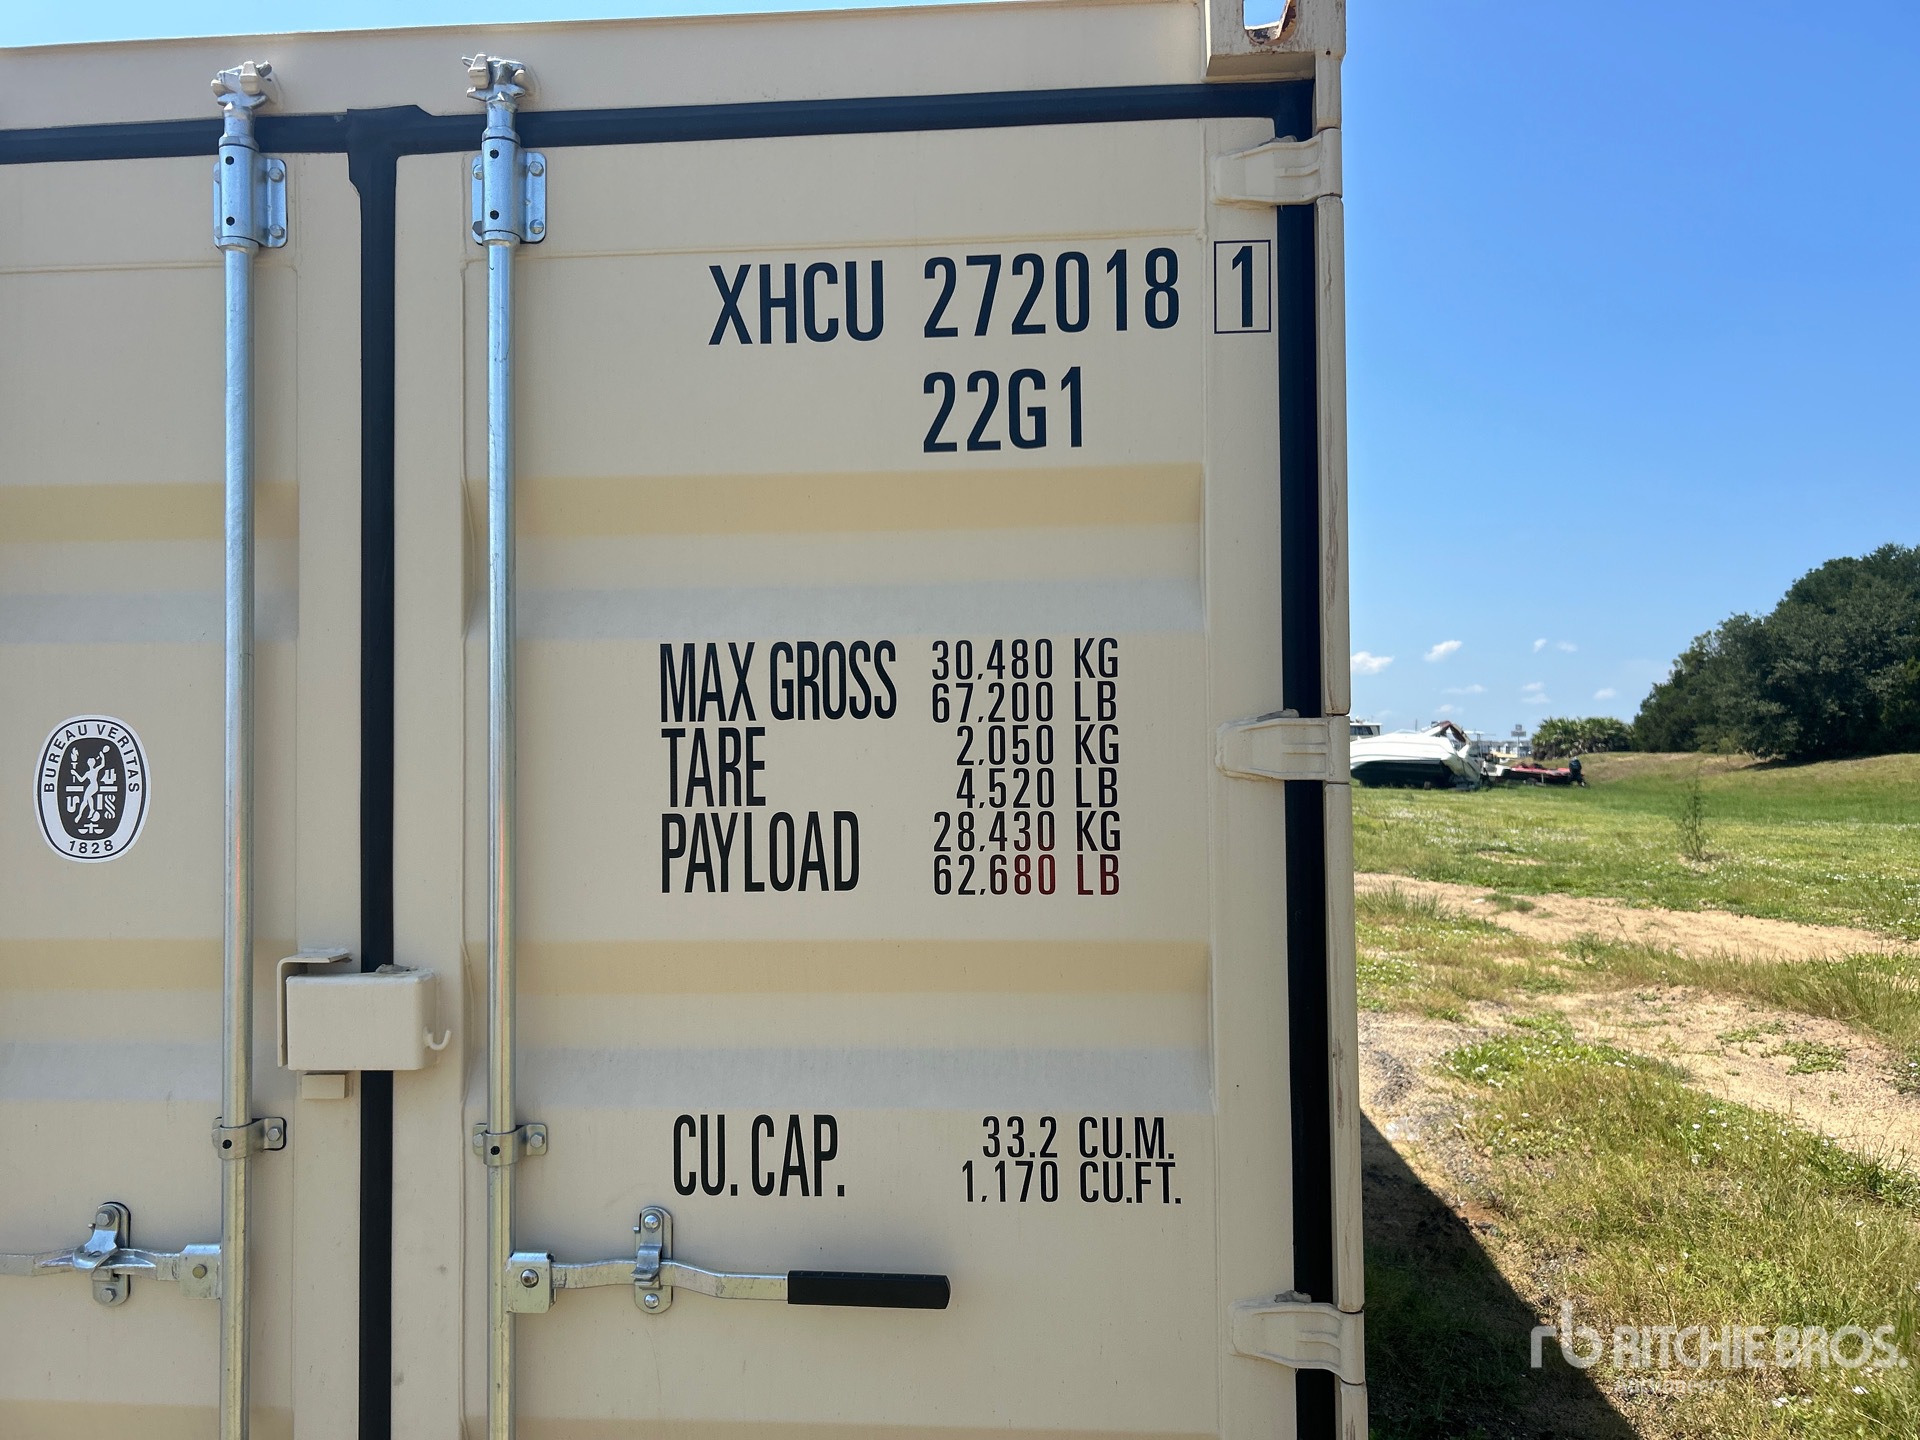 XHCU 272018 1
22G1
MAX GROSS 30,480 KG
67,200 LB
TARE 2,050 KG
4,520 LB
PAYLOAD 28,430 KG
62,680 LB
BUREAU VERITAS
1828
CU. CAP. 33.2 CU.M.
1,170 CU.FT.
rb RITCHIE BROS.